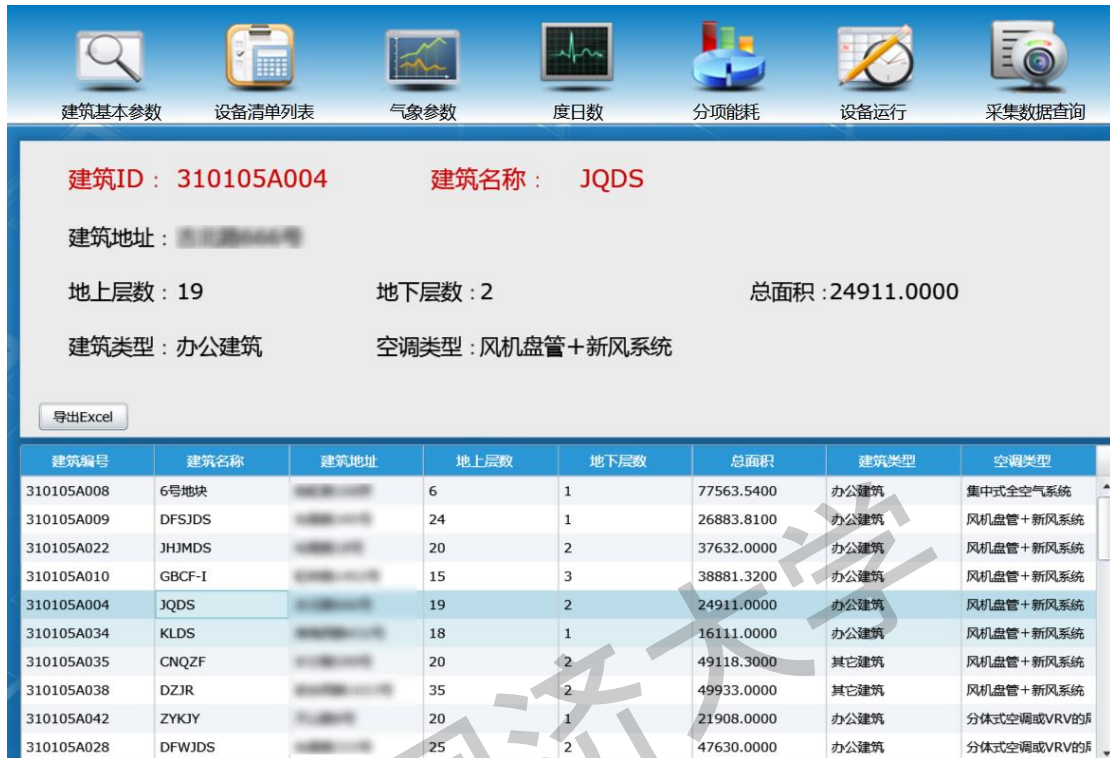 建筑基本参数 设备清单列表 气象参数 度日数 分项能耗 设备运行 采集数据查询
建筑ID： 310105A004 建筑名称： JQDS
建筑地址：
地上层数：19 地下层数：2 总面积：24911.0000
建筑类型：办公建筑 空调类型：风机盘管＋新风系统
导出Excel
建筑编号 建筑名称 建筑地址 地上层数 地下层数 总面积 建筑类型 空调类型
310105A008 6号地块 6 1 77563.5400 办公建筑 集中式全空气系统
310105A009 DFSJDS 24 1 26883.8100 办公建筑 风机盘管＋新风系统
310105A022 JHJMDS 20 2 37632.0000 办公建筑 风机盘管＋新风系统
310105A010 GBCF-I 15 3 38881.3200 办公建筑 风机盘管＋新风系统
310105A004 JQDS 19 2 24911.0000 办公建筑 风机盘管＋新风系统
310105A034 KLDS 18 1 16111.0000 办公建筑 风机盘管＋新风系统
310105A035 CNQZF 20 2 49118.3000 其它建筑 风机盘管＋新风系统
310105A038 DZJR 35 2 49933.0000 其它建筑 风机盘管＋新风系统
310105A042 ZYKJY 20 1 21908.0000 办公建筑 分体式空调或VRV的
310105A028 DFWJDS 25 2 47630.0000 办公建筑 分体式空调或VRV的
济大学